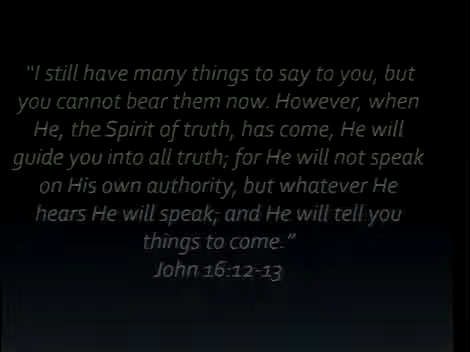 “I still have many things to say to you, but
you cannot bear them now. However, when
He, the Spirit of truth, has come, He will
guide you into all truth; for He will not speak
on His own authority, but whatever He
hears He will speak; and He will tell you
things to come.”
John 16:12-13